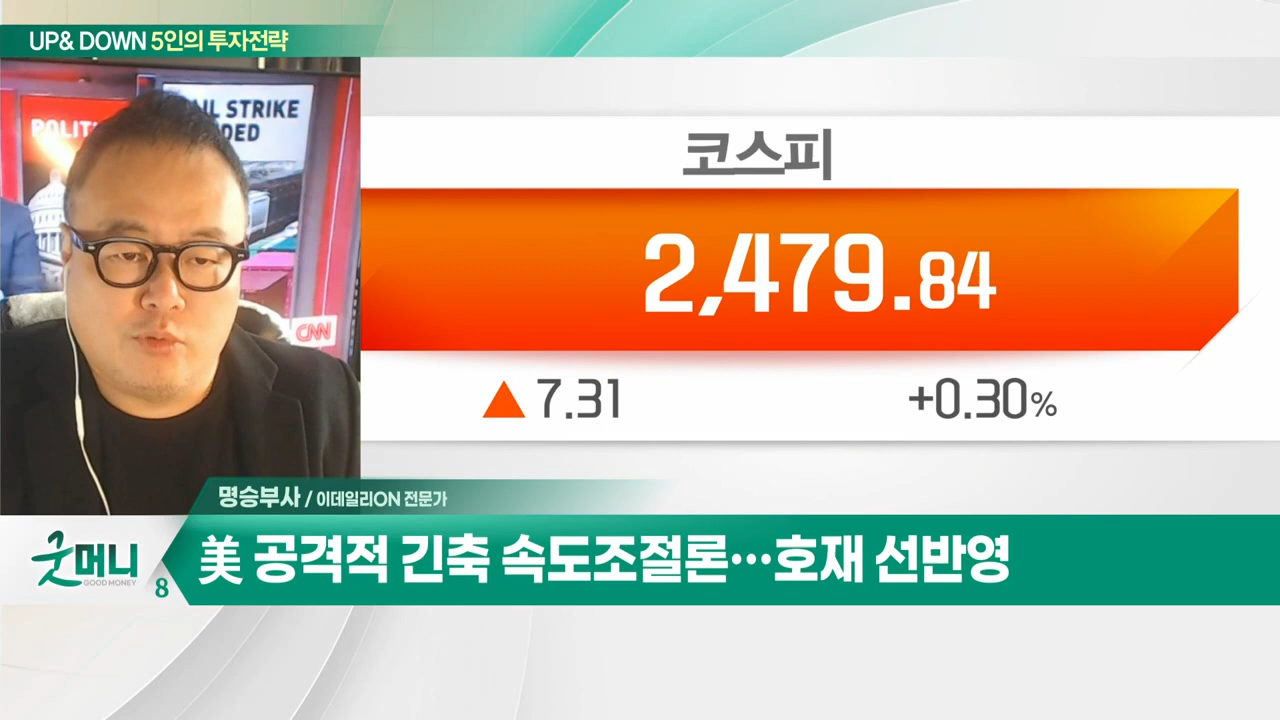 UP& DOWN 5인의 투자전략
POLITI
IL STRIKE
DED
CNN
코스피
2,479.84
▲ 7.31
+0.30%
명승부사 / 이데일리ON 전문가
굿머니
GOOD MONEY
8
美 공격적 긴축 속도조절론…호재 선반영